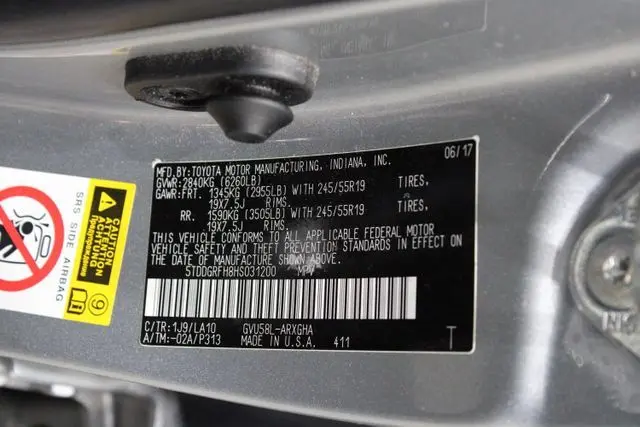 MFD.BY:TOYOTA MOTOR MANUFACTURING, INDIANA, INC. 06/17
GVWR: 2840KG (6260LB)
GAWR:FRT. 1345KG (2955LB) WITH 245/55R19 TIRES,
19X7.5J RIMS.
RR. 1590KG (3505LB) WITH 245/55R19 TIRES,
19X7.5J RIMS.
THIS VEHICLE CONFORMS TO ALL APPLICABLE FEDERAL MOTOR
VEHICLE SAFETY AND THEFT PREVENTION STANDARDS IN EFFECT ON
THE DATE OF MANUFACTURE SHOWN ABOVE.
5TDDGRFH8HS031200 MPV
C/TR: 1J9/LA10 GVU58L-ARXGHA
A/TM: -02A/P313 MADE IN U.S.A. 411 T
SIDE AIRBAG
CAUTION
ACHTUNG
ATTENTION
9